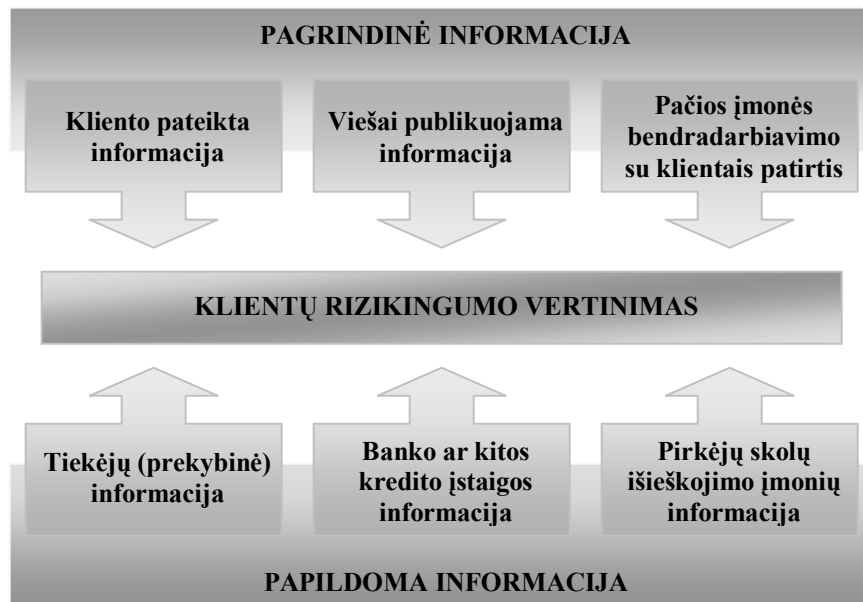 PAGRINDINĖ INFORMACIJA
Kliento pateikta
informacija
Viešai publikuojama
informacija
Pačios įmonės
bendradarbiavimo
su klientais patirtis
KLIENTŲ RIZIKINGUMO VERTINIMAS
Tiekėjų (prekybinė)
informacija
Banko ar kitos
kredito įstaigos
informacija
Pirkėjų skolų
išieškojimo įmonių
informacija
PAPILDOMA INFORMACIJA